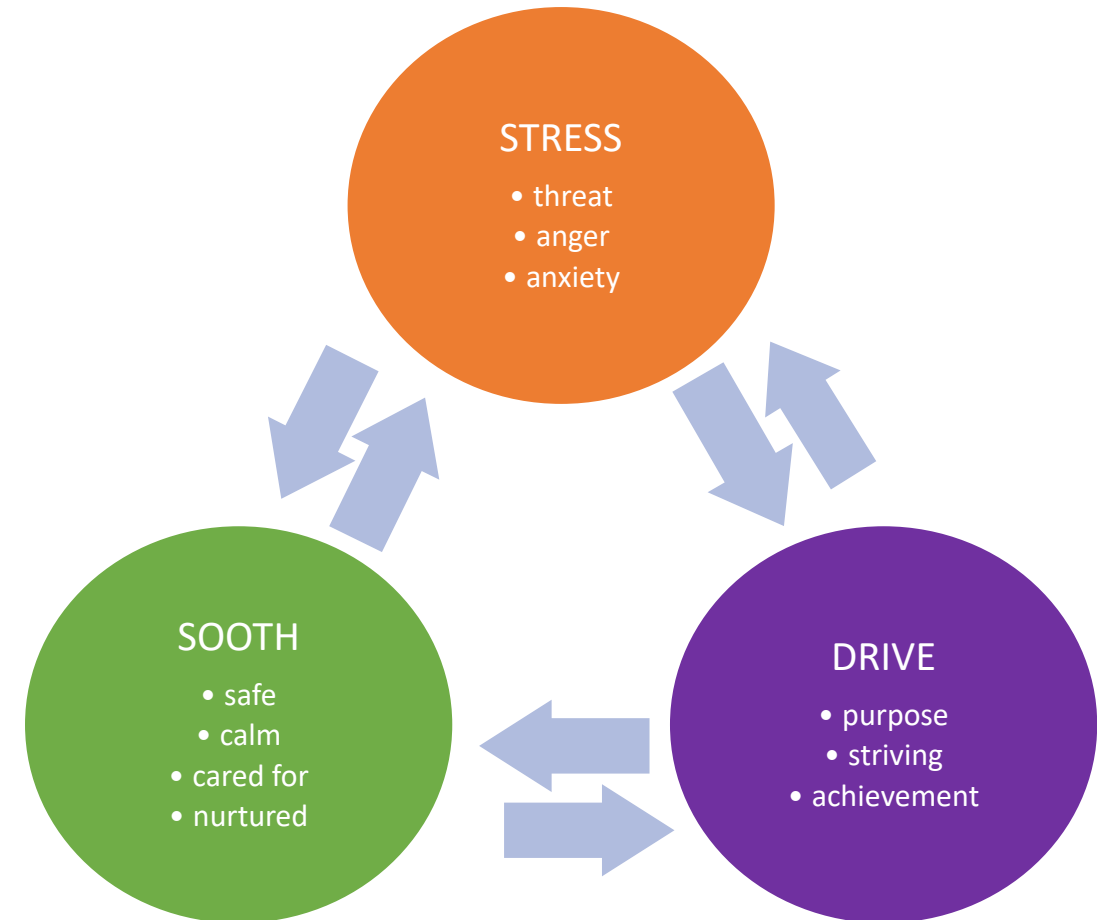 STRESS
• threat
• anger
• anxiety
SOOTH
• safe
• calm
• cared for
• nurtured
DRIVE
• purpose
• striving
• achievement